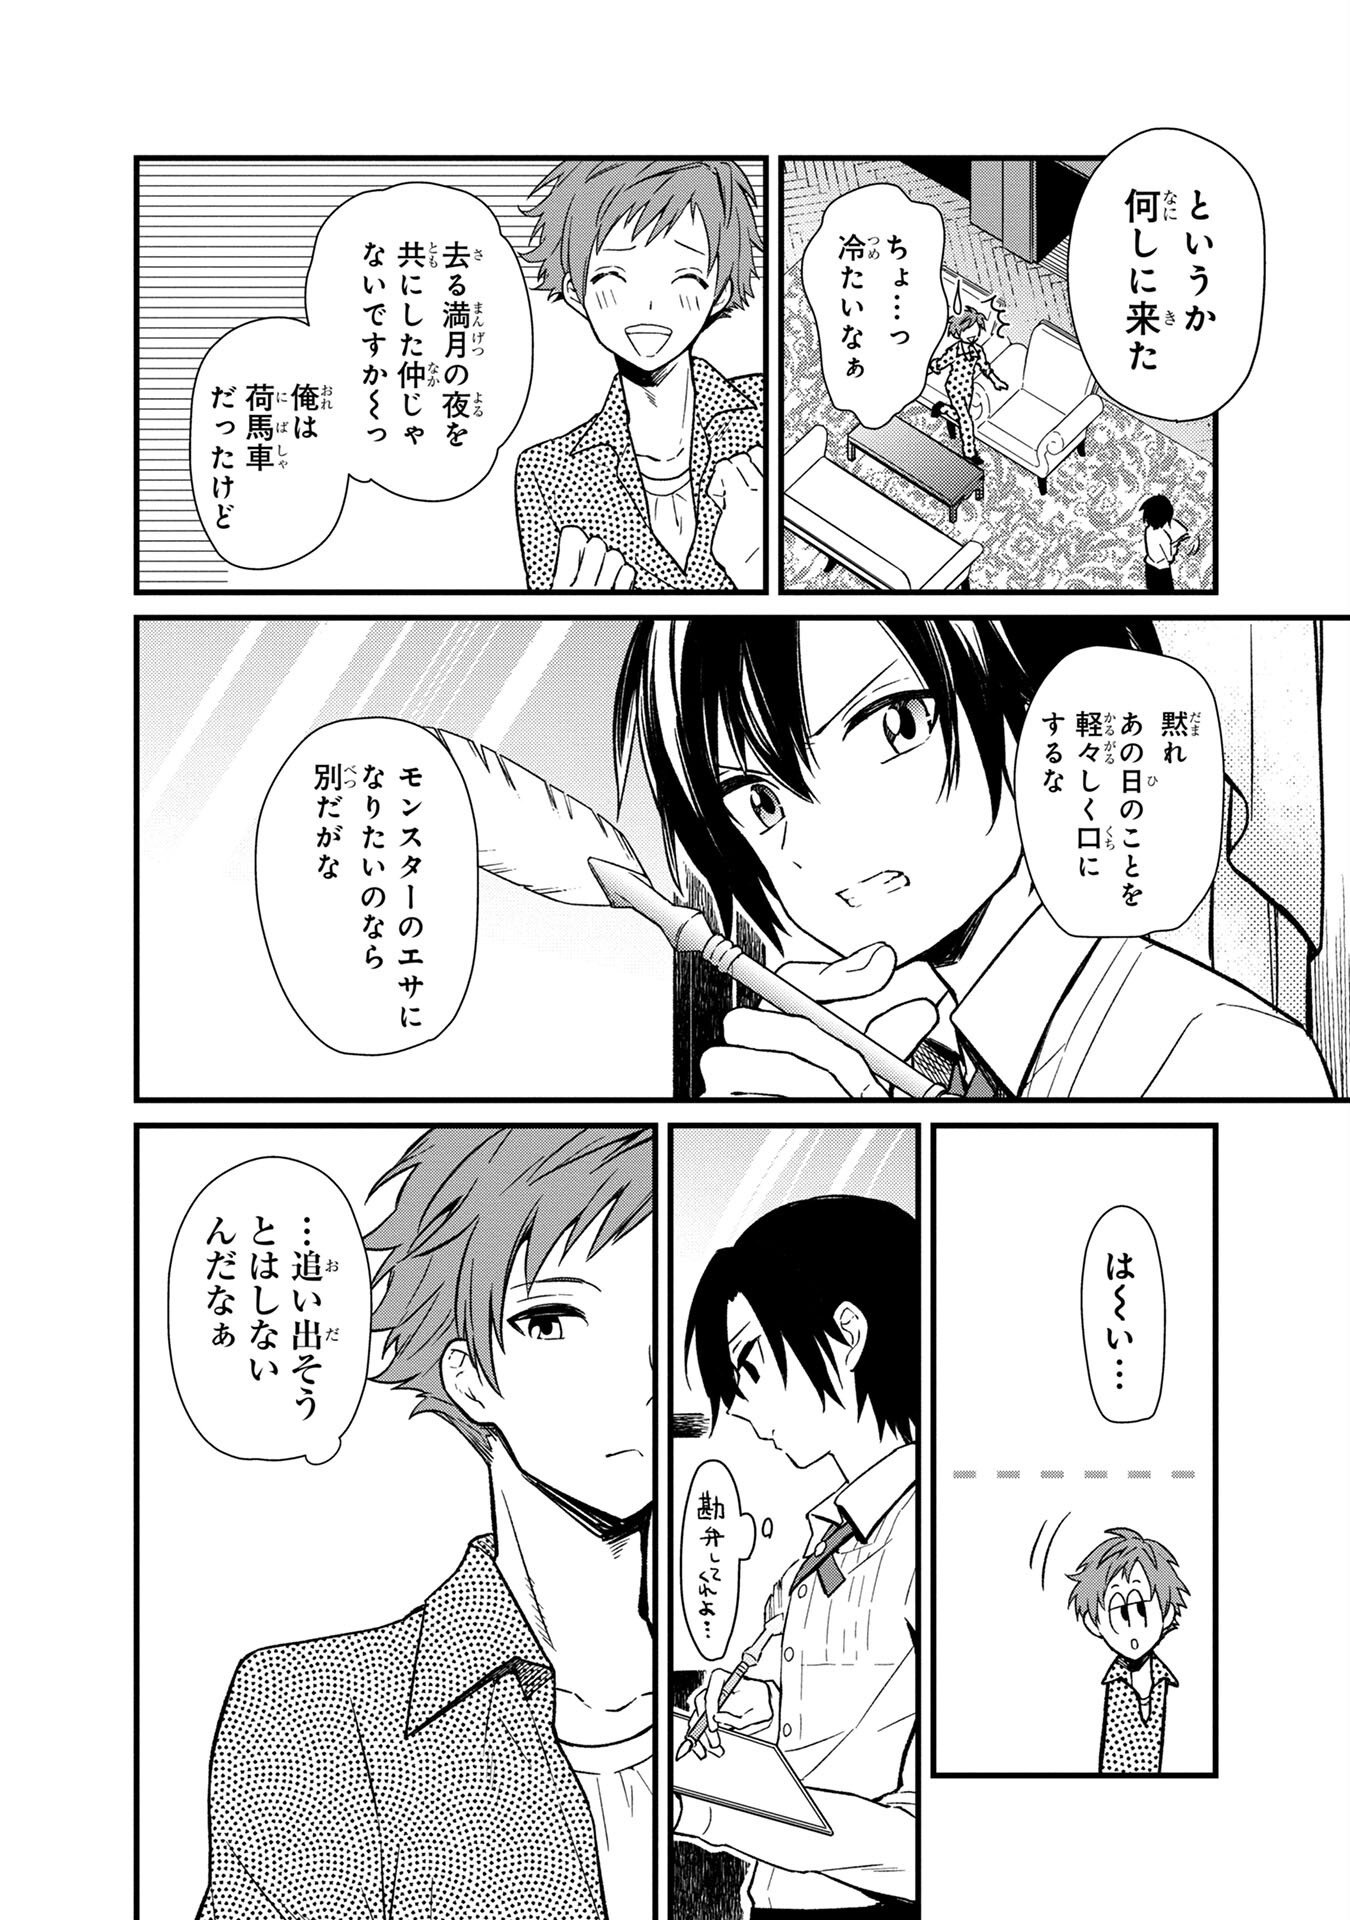 というか
何しに来た
ちょ…っ
冷たいなぁ
去る満月の夜を
共にした仲じゃ
ないですか〜っ
俺は
荷馬車
だったけど
黙れ
あの日のことを
軽々しく口に
するな
モンスターのエサに
なりたいのなら
別だがな
は〜い…
勘弁して
くれよ…
…追い出そう
とはしない
んだなぁ